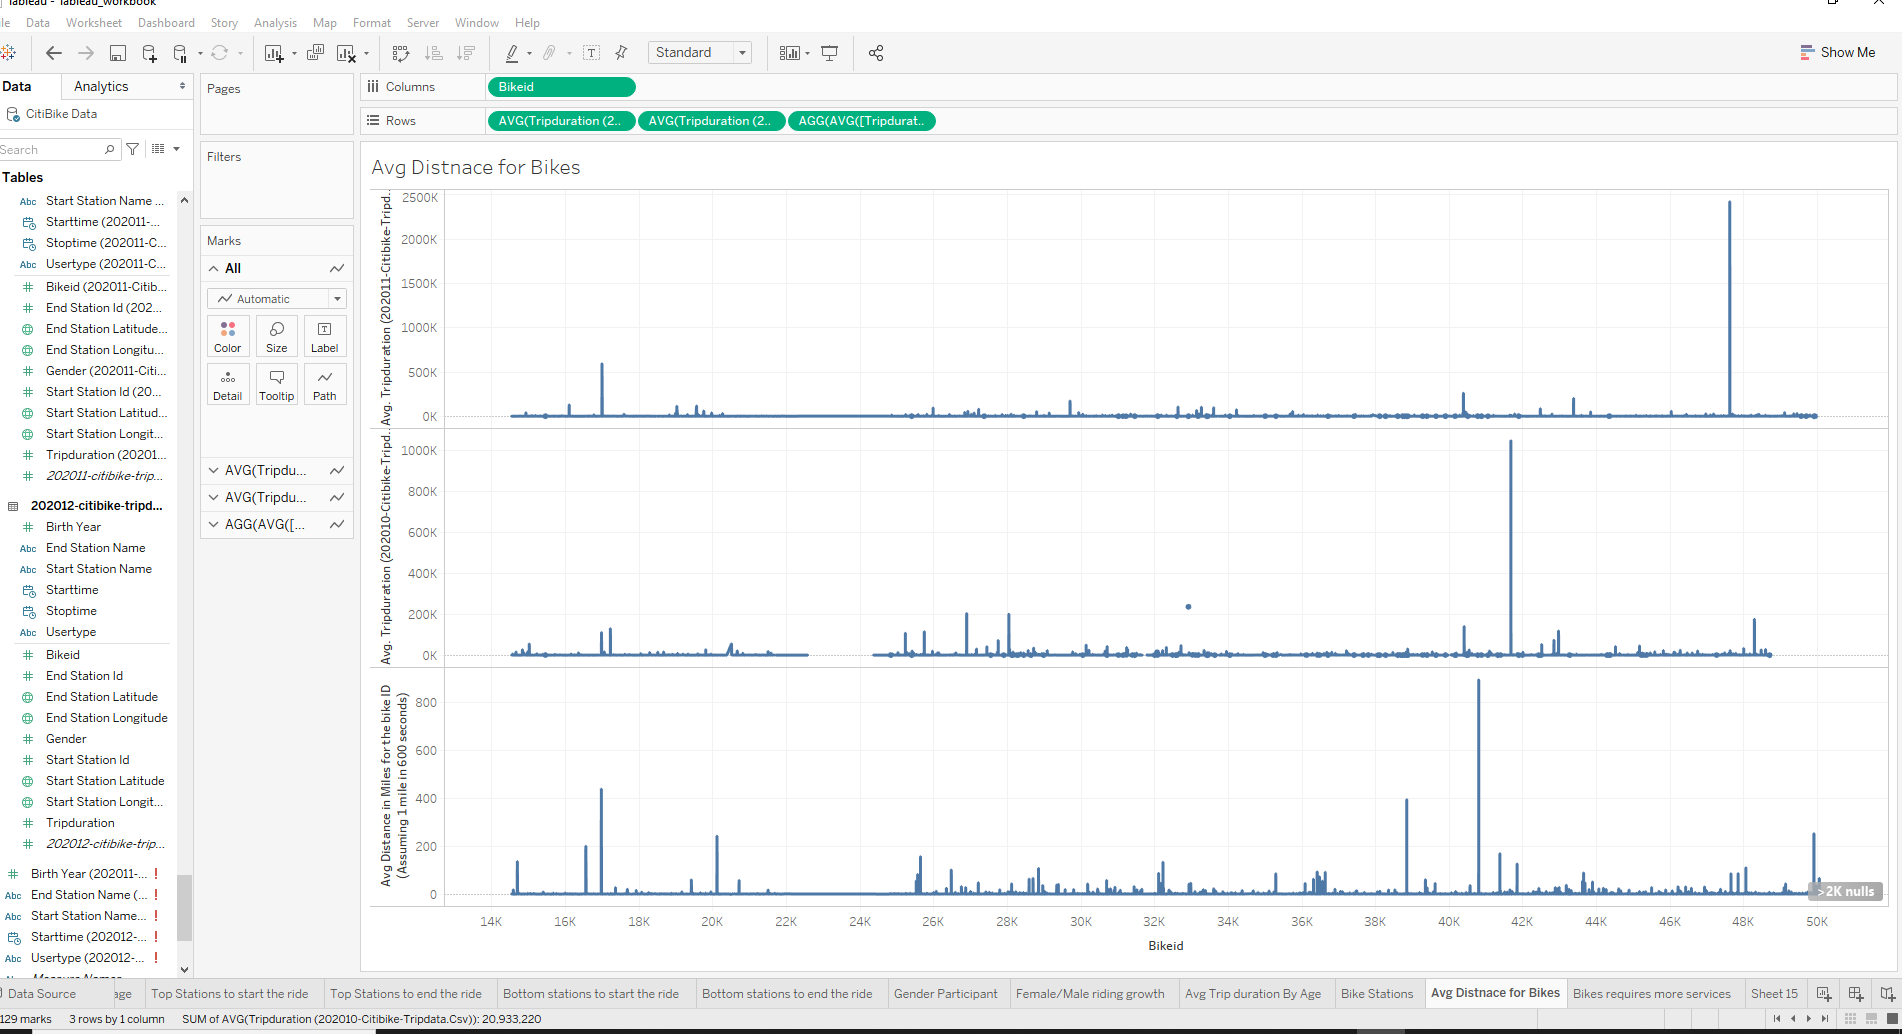 Tableau - Tableau_workbook
Data Worksheet Dashboard Story Analysis Map Format Server Window Help
Standard
Show Me
Data Analytics
CitiBike Data
Search
Tables
Abc Start Station Name ...
Starttime (202011-...
Stoptime (202011-C...
Abc Usertype (202011-C...
# Bikeid (202011-Citib...
# End Station Id (202...
End Station Latitude...
End Station Longitu...
# Gender (202011-Citi...
# Start Station Id (20...
Start Station Latitud...
Start Station Longit...
# Tripduration (20201...
# 202011-citibike-trip...
202012-citibike-tripd...
# Birth Year
Abc End Station Name
Abc Start Station Name
Starttime
Stoptime
Abc Usertype
# Bikeid
# End Station Id
End Station Latitude
End Station Longitude
# Gender
# Start Station Id
Start Station Latitude
Start Station Longit...
# Tripduration
# 202012-citibike-trip...
# Birth Year (202011-... !
Abc End Station Name (... !
Abc Start Station Name... !
Starttime (202012-... !
Abc Usertype (202012-... !
Measure Names
Pages
Filters
Marks
All
Automatic
Color Size Label
Detail Tooltip Path
AVG(Tripdu...
AVG(Tripdu...
AGG(AVG([...
Columns Bikeid
Rows AVG(Tripduration (2.. AVG(Tripduration (2.. AGG(AVG([Tripdurat..
Avg Distnace for Bikes
Avg. Tripduration (202011-Citibike-Tripd..
2500K
2000K
1500K
1000K
500K
0K
Avg. Tripduration (202010-Citibike-Tripd..
1000K
800K
600K
400K
200K
0K
Avg Distance in Miles for the bike ID
(Assuming 1 mile in 600 seconds)
800
600
400
200
0
>2K nulls
14K 16K 18K 20K 22K 24K 26K 28K 30K 32K 34K 36K 38K 40K 42K 44K 46K 48K 50K
Bikeid
Data Source age Top Stations to start the ride Top Stations to end the ride Bottom stations to start the ride Bottom stations to end the ride Gender Participant Female/Male riding growth Avg Trip duration By Age Bike Stations Avg Distnace for Bikes Bikes requires more services Sheet 15
129 marks 3 rows by 1 column SUM of AVG(Tripduration (202010-Citibike-Tripdata.Csv)): 20,933,220